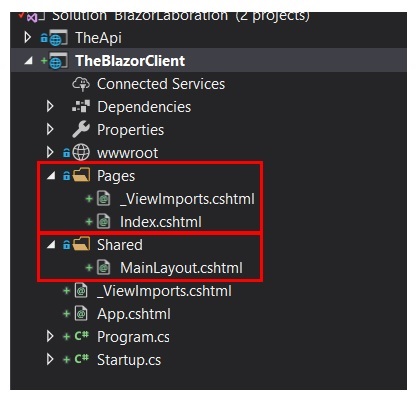 Solution 'BlazorLaboration' (2 projects)
TheApi
TheBlazorClient
Connected Services
Dependencies
Properties
wwwroot
Pages
_ViewImports.cshtml
Index.cshtml
Shared
MainLayout.cshtml
_ViewImports.cshtml
App.cshtml
C# Program.cs
C# Startup.cs